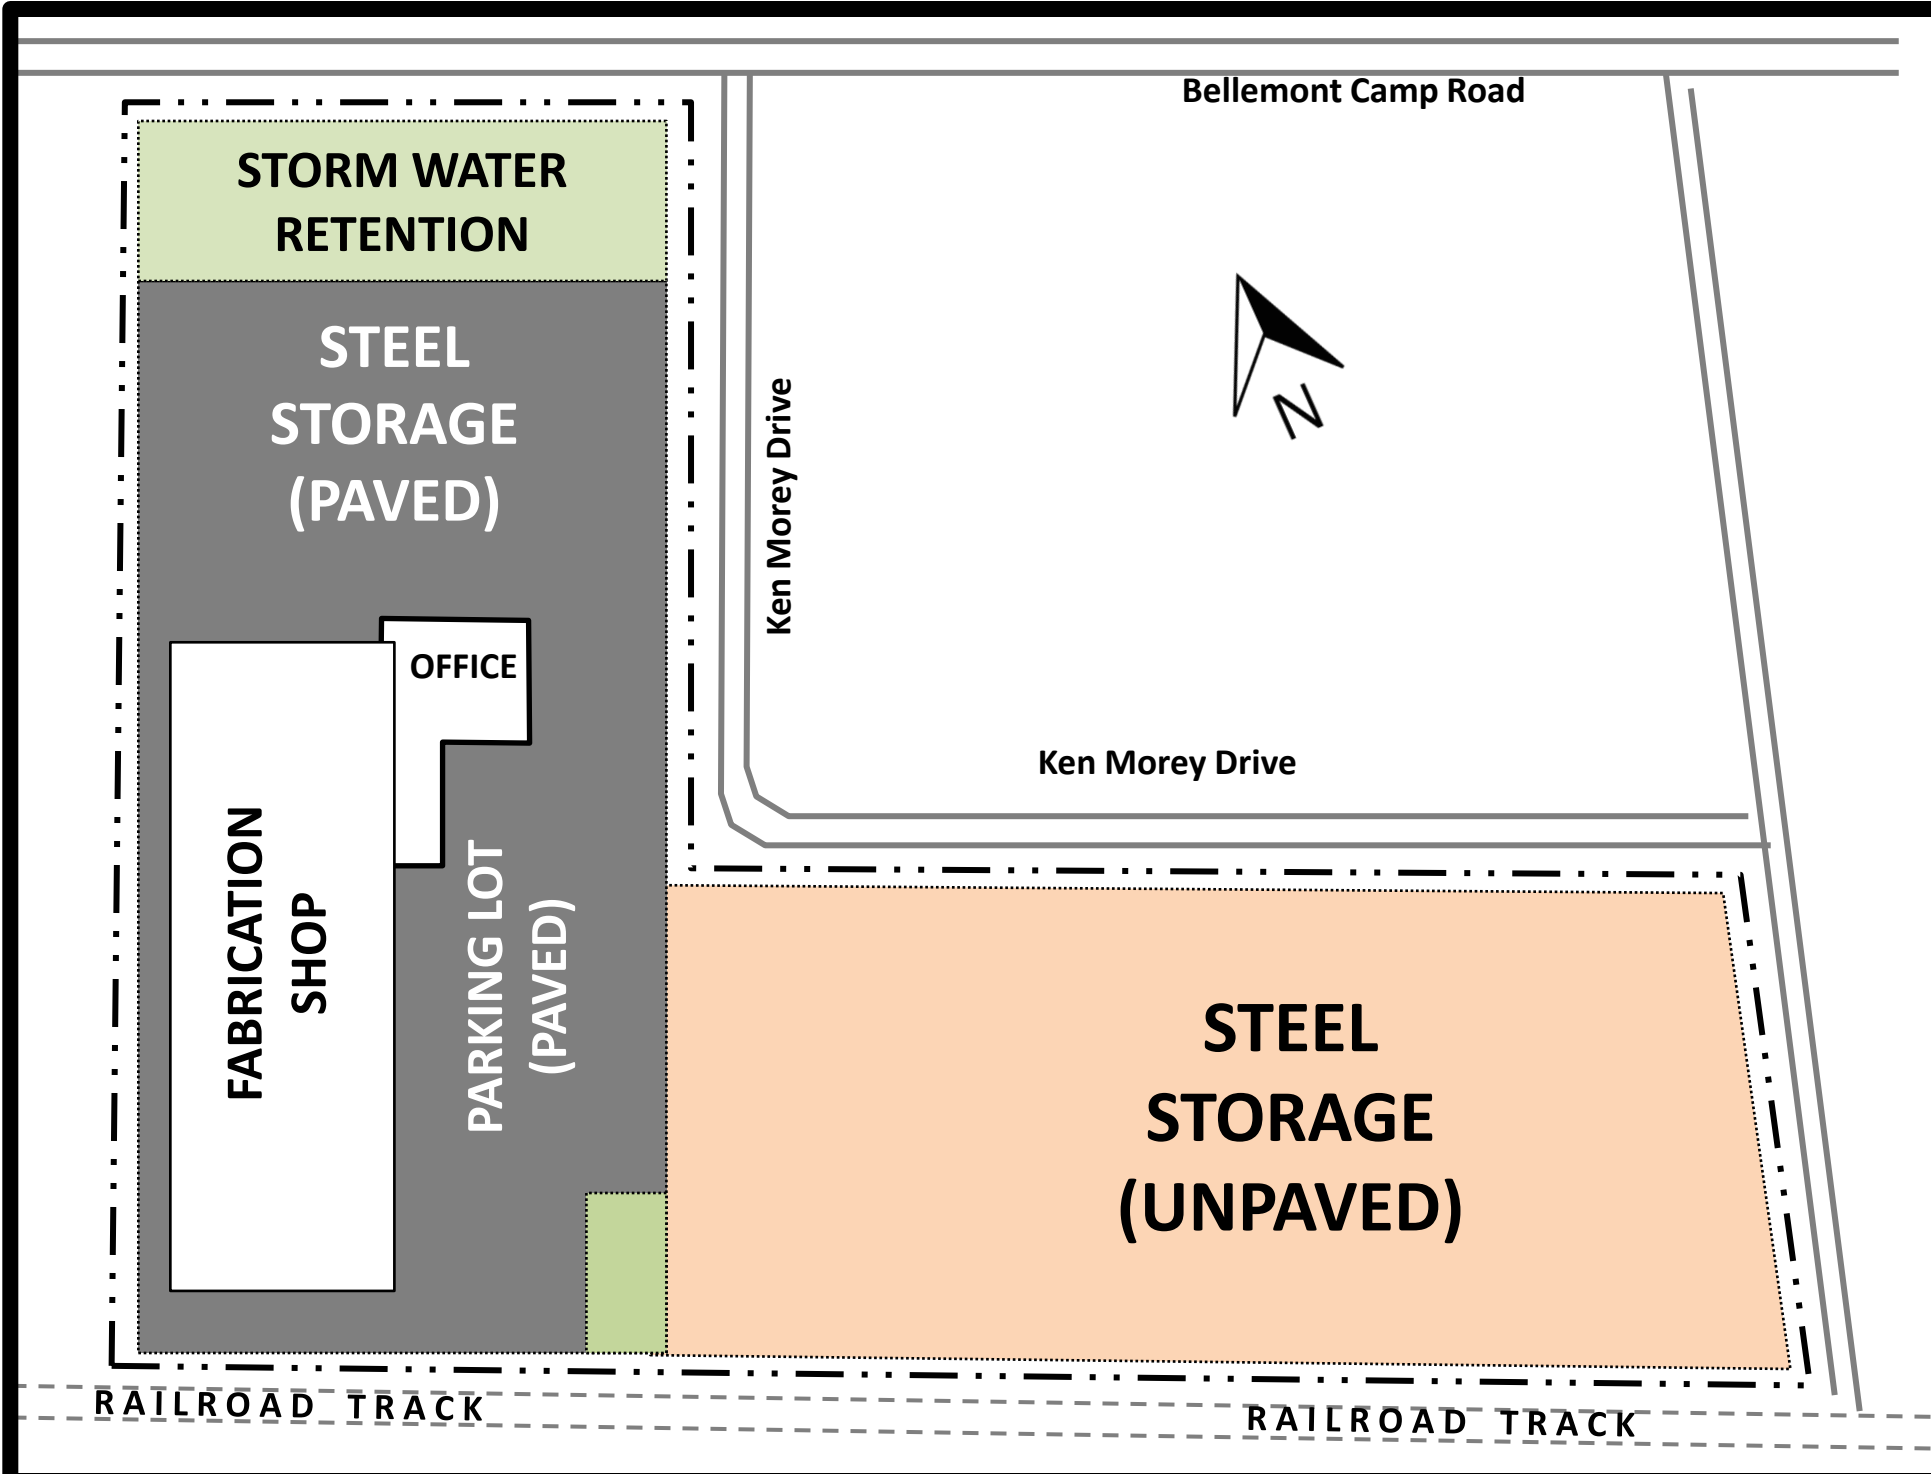 Bellemont Camp Road
STORM WATER
RETENTION
STEEL
STORAGE
(PAVED)
Ken Morey Drive
N
OFFICE
Ken Morey Drive
FABRICATION
SHOP
PARKING LOT
(PAVED)
STEEL
STORAGE
(UNPAVED)
RAILROAD TRACK
RAILROAD TRACK